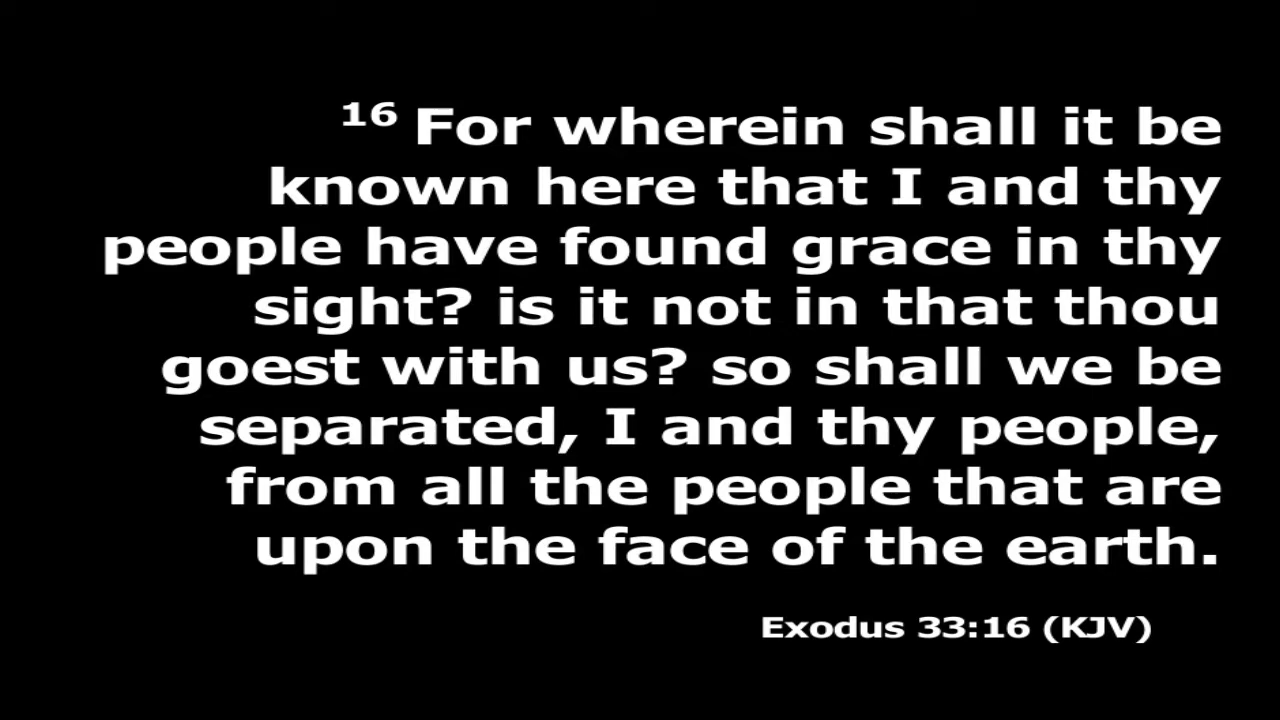 16 For wherein shall it be
known here that I and thy
people have found grace in thy
sight? is it not in that thou
goest with us? so shall we be
separated, I and thy people,
from all the people that are
upon the face of the earth.
Exodus 33:16 (KJV)